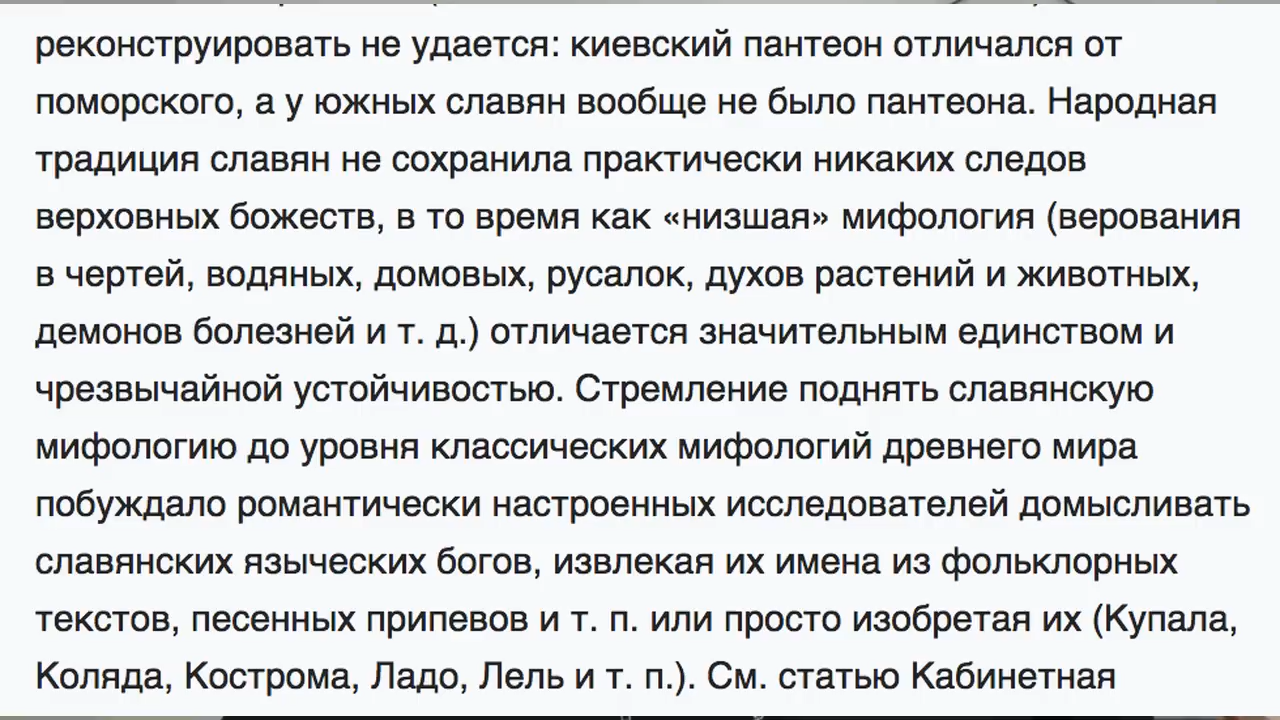 реконструировать не удается: киевский пантеон отличался от
поморского, а у южных славян вообще не было пантеона. Народная
традиция славян не сохранила практически никаких следов
верховных божеств, в то время как «низшая» мифология (верования
в чертей, водяных, домовых, русалок, духов растений и животных,
демонов болезней и т. д.) отличается значительным единством и
чрезвычайной устойчивостью. Стремление поднять славянскую
мифологию до уровня классических мифологий древнего мира
побуждало романтически настроенных исследователей домысливать
славянских языческих богов, извлекая их имена из фольклорных
текстов, песенных припевов и т. п. или просто изобретая их (Купала,
Коляда, Кострома, Ладо, Лель и т. п.). См. статью Кабинетная